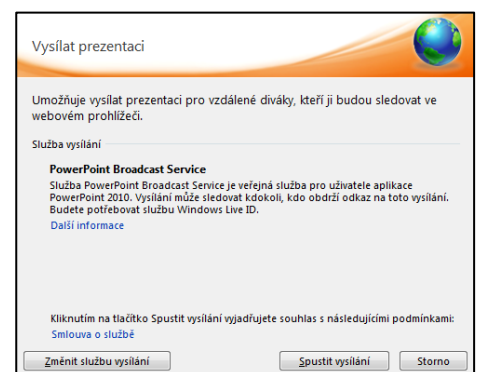 Vysílat prezentaci
Umožňuje vysílat prezentaci pro vzdálené diváky, kteří ji budou sledovat ve
webovém prohlížeči.
Služba vysílání
PowerPoint Broadcast Service
Služba PowerPoint Broadcast Service je veřejná služba pro uživatele aplikace
PowerPoint 2010. Vysílání může sledovat kdokoli, kdo obdrží odkaz na toto vysílání.
Budete potřebovat službu Windows Live ID.
Další informace
Kliknutím na tlačítko Spustit vysílání vyjadřujete souhlas s následujícími podmínkami:
Smlouva o službě
Změnit službu vysílání Spustit vysílání Storno